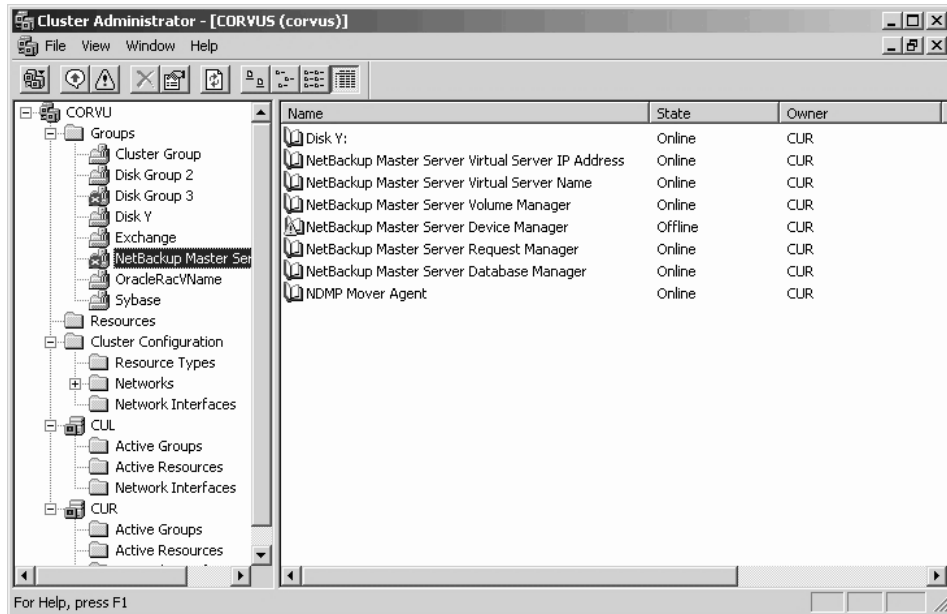 Cluster Administrator - [CORVUS (corvus)]
File View Window Help
CORVU
Groups
Cluster Group
Disk Group 2
Disk Group 3
Disk Y
Exchange
NetBackup Master Ser
OracleRacVName
Sybase
Resources
Cluster Configuration
Resource Types
Networks
Network Interfaces
CUL
Active Groups
Active Resources
Network Interfaces
CUR
Active Groups
Active Resources
Name State Owner
Disk Y: Online CUR
NetBackup Master Server Virtual Server IP Address Online CUR
NetBackup Master Server Virtual Server Name Online CUR
NetBackup Master Server Volume Manager Online CUR
NetBackup Master Server Device Manager Offline CUR
NetBackup Master Server Request Manager Online CUR
NetBackup Master Server Database Manager Online CUR
NDMP Mover Agent Online CUR
For Help, press F1